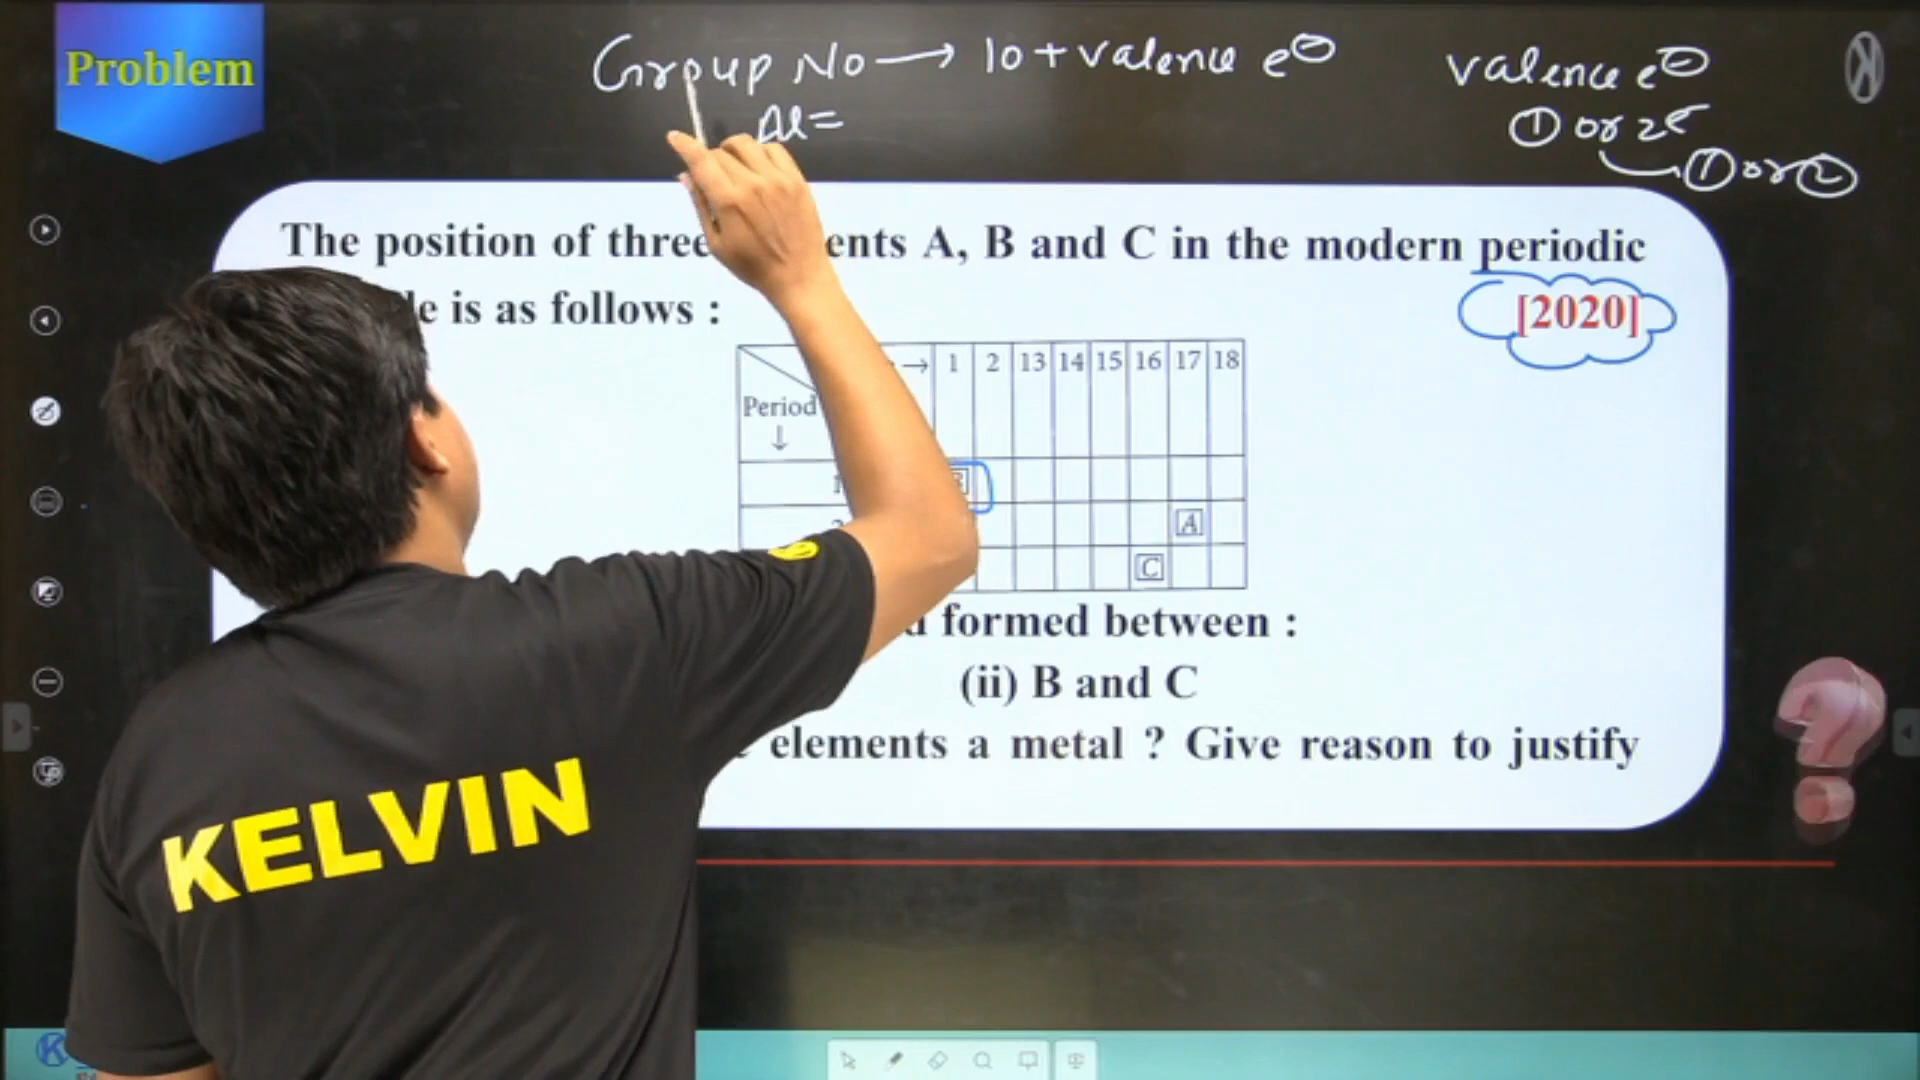 Problem
Group No → 10 + valence e⊖
Al =
valence e⊖
① or 2e⁻
① or ②
The position of three ents A, B and C in the modern periodic
e is as follows :
[2020]
→ 1 2 13 14 15 16 17 18
Period
↓
1 B
2 A
C
formed between :
(ii) B and C
elements a metal ? Give reason to justify
KELVIN